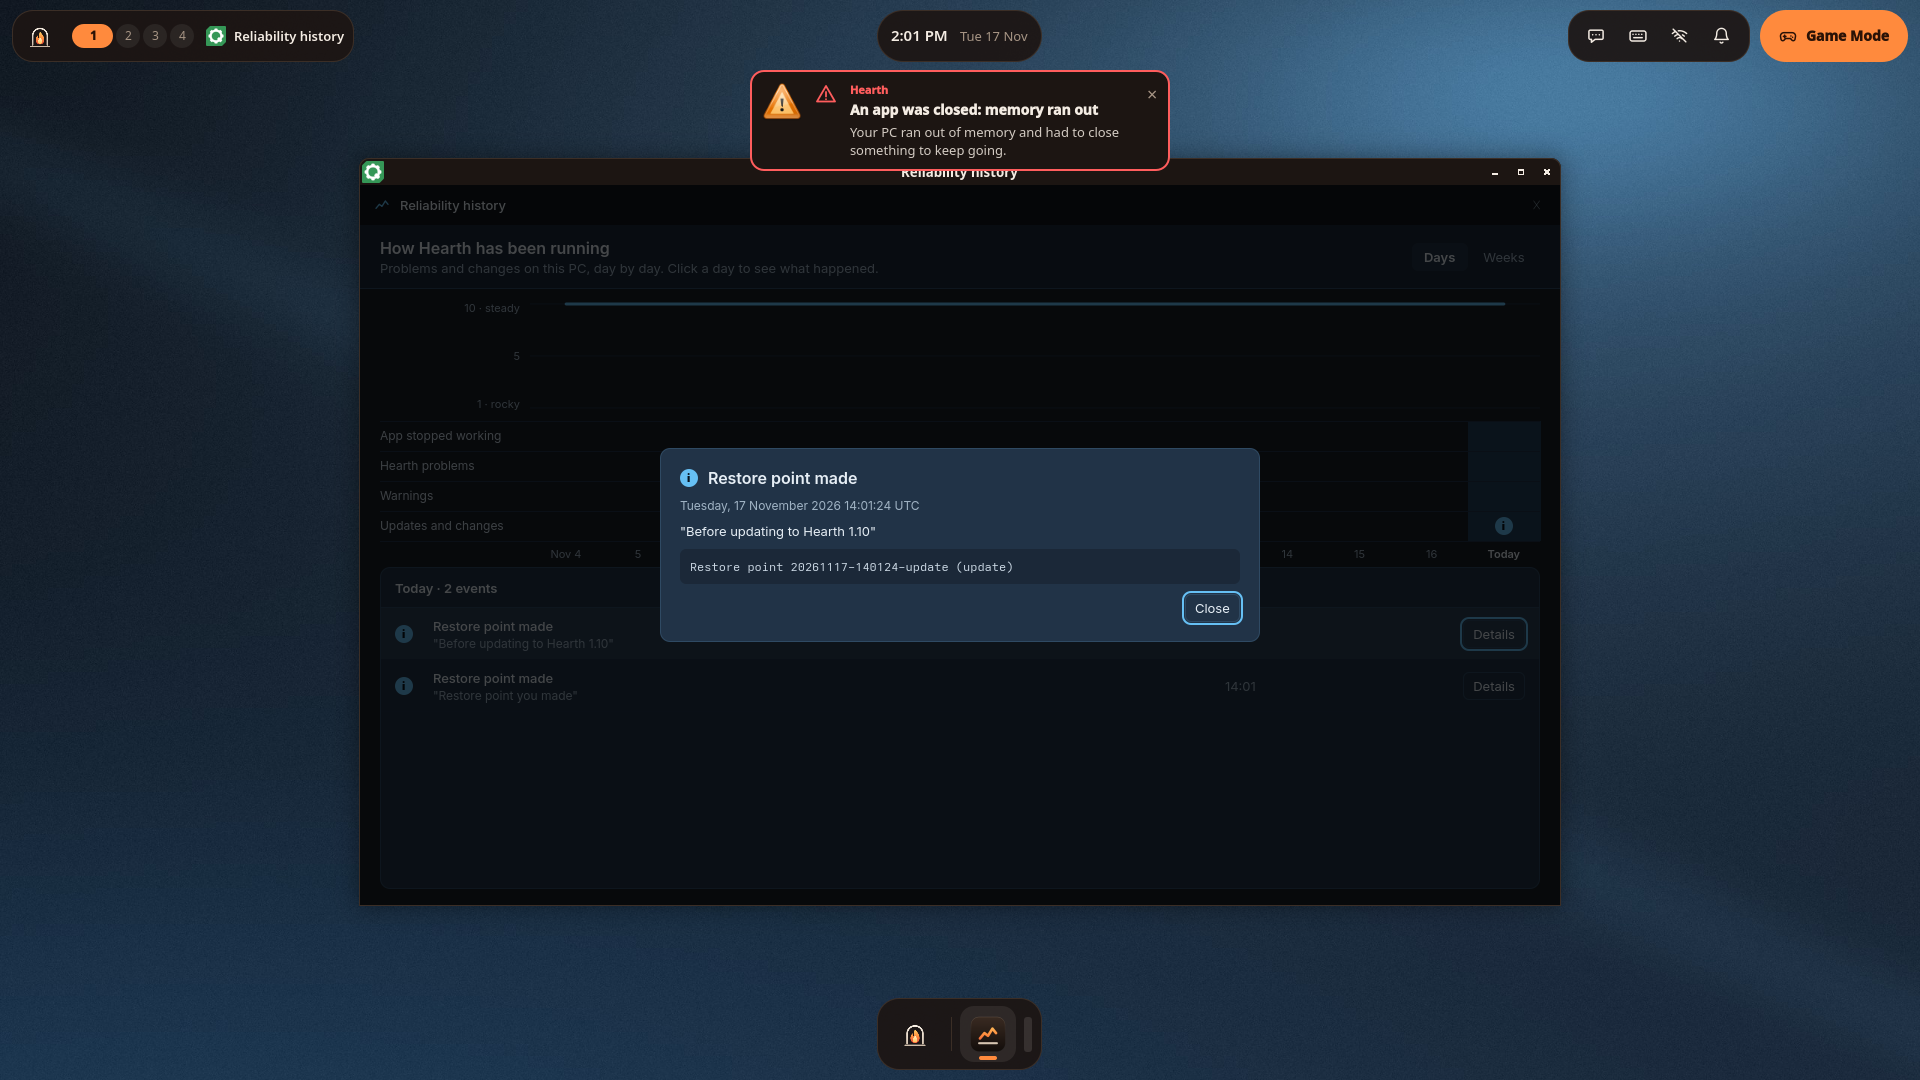 1 2 3 4 Reliability history
2:01 PM Tue 17 Nov
Game Mode
Hearth
An app was closed: memory ran out
Your PC ran out of memory and had to close
something to keep going.
Reliability history
Reliability history X
How Hearth has been running
Problems and changes on this PC, day by day. Click a day to see what happened.
Days Weeks
10 · steady
5
1 · rocky
App stopped working
Hearth problems
Warnings
Updates and changes
Nov 4 5 14 15 16 Today
Restore point made
Tuesday, 17 November 2026 14:01:24 UTC
"Before updating to Hearth 1.10"
Restore point 20261117-140124-update (update)
Close
Today · 2 events
Restore point made
"Before updating to Hearth 1.10"
Details
Restore point made
"Restore point you made"
14:01
Details